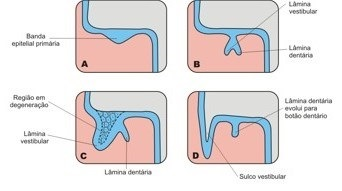 Banda
epitelial primária
A
Lâmina
vestibular
Lâmina
dentária
B
Região em
degeneração
Lâmina
vestibular
C
Lâmina dentária
Lâmina dentária
evolui para
botão dentário
D
Sulco vestibular